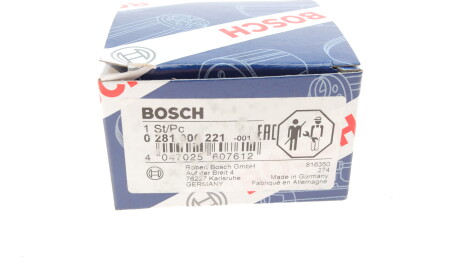 BOSCH
BOSCH
1 St/Pc
0 281 006 221 -001
EAC
4 047025 607612
Robert Bosch GmbH
Auf der Breit 4
76227 Karlsruhe
GERMANY
816350
274
Made in Germany
Fabriqué en Allemagne